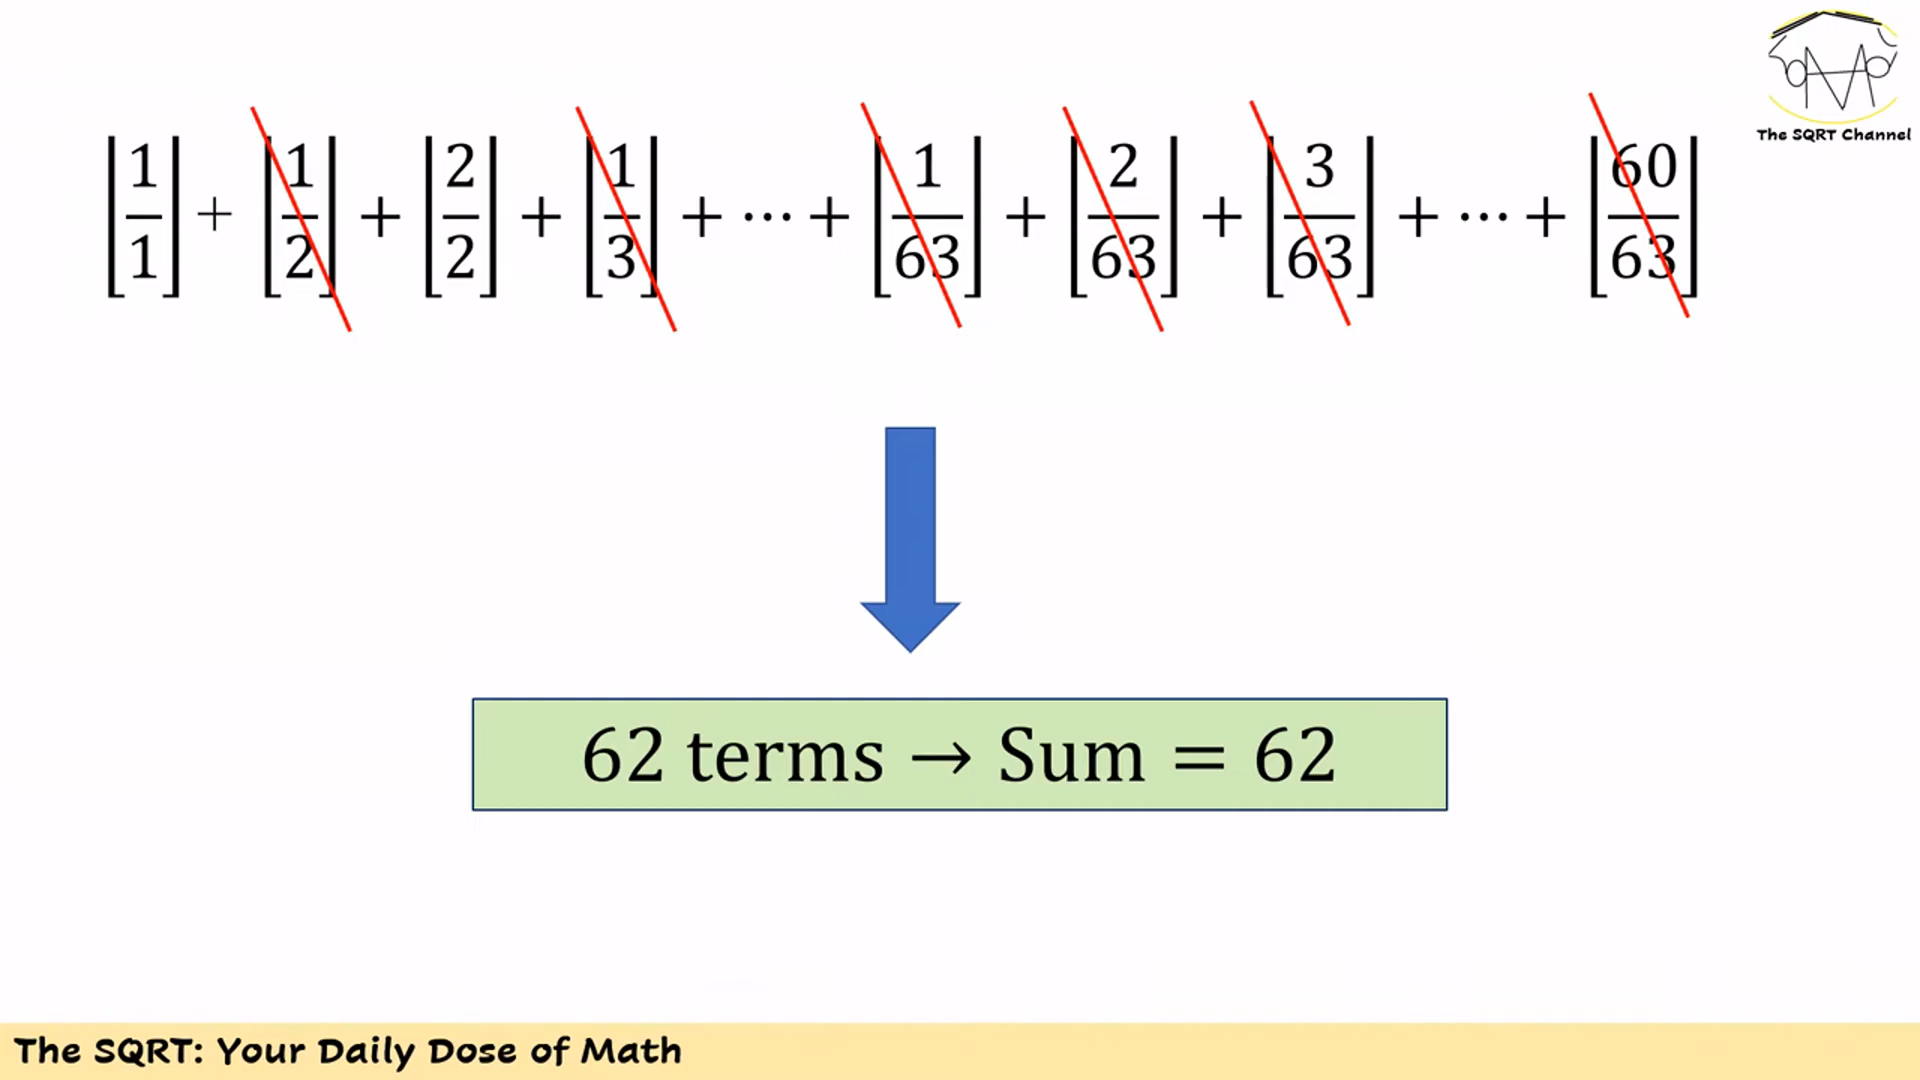 The SQRT Channel
⌊1/1⌋ + ⌊1/2⌋ + ⌊2/2⌋ + ⌊1/3⌋ + ⋯ + ⌊1/63⌋ + ⌊2/63⌋ + ⌊3/63⌋ + ⋯ + ⌊60/63⌋
62 terms → Sum = 62
The SQRT: Your Daily Dose of Math